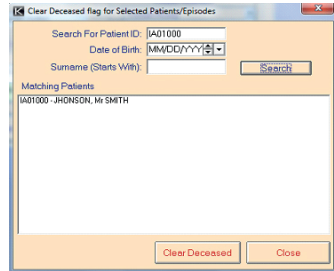 Clear Deceased flag for Selected Patients/Episodes
Search For Patient ID: IA01000
Date of Birth: MM/DD/YYY
Surname (Starts With): Search
Matching Patients
IA01000 - JHONSON, Mr SMITH
Clear Deceased Close